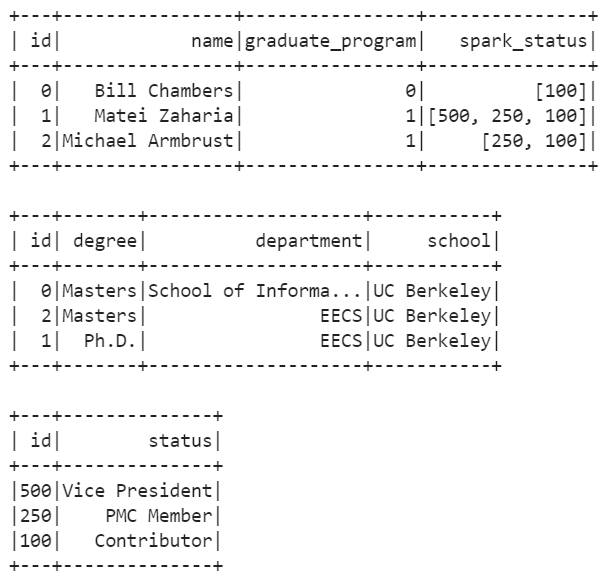 +---+----------------+----------------+---------------+
| id|            name|graduate_program|   spark_status|
+---+----------------+----------------+---------------+
|  0|   Bill Chambers|               0|          [100]|
|  1|   Matei Zaharia|               1|[500, 250, 100]|
|  2|Michael Armbrust|               1|     [250, 100]|
+---+----------------+----------------+---------------+

+---+-------+--------------------+-----------+
| id| degree|          department|     school|
+---+-------+--------------------+-----------+
|  0|Masters|School of Informa...|UC Berkeley|
|  2|Masters|                EECS|UC Berkeley|
|  1|  Ph.D.|                EECS|UC Berkeley|
+---+-------+--------------------+-----------+

+---+--------------+
| id|        status|
+---+--------------+
|500|Vice President|
|250|    PMC Member|
|100|   Contributor|
+---+--------------+